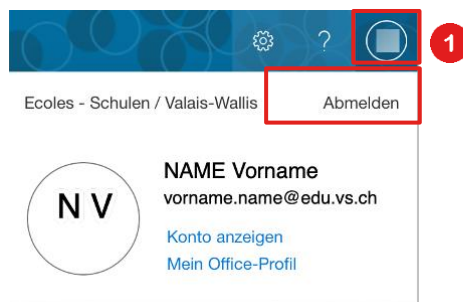 ?
1
Ecoles - Schulen / Valais-Wallis Abmelden
N V
NAME Vorname
vorname.name@edu.vs.ch
Konto anzeigen
Mein Office-Profil